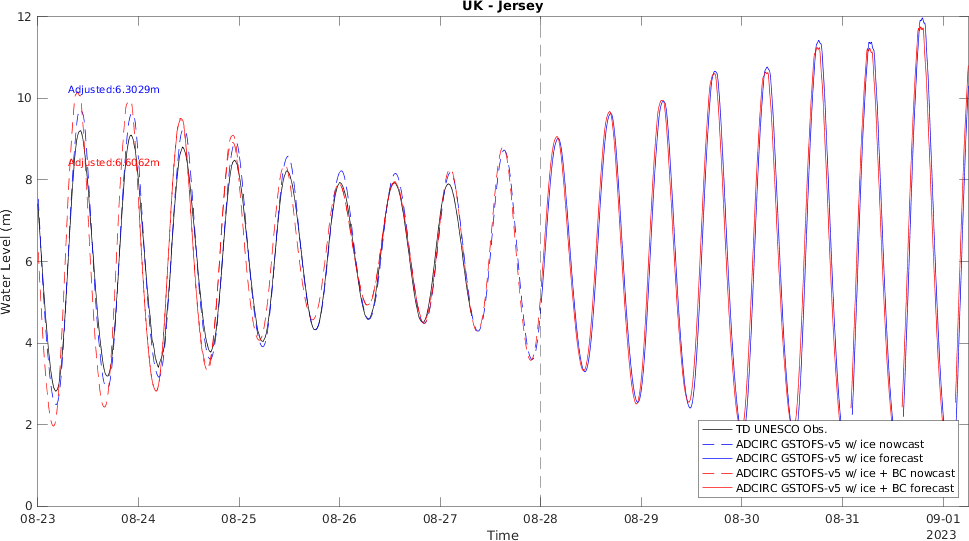 UK - Jersey
12
10
8
6
4
2
0
Water Level (m)
Adjusted:6.3029m
Adjusted:6.6062m
TD UNESCO Obs.
ADCIRC GSTOFS-v5 w/ ice nowcast
ADCIRC GSTOFS-v5 w/ ice forecast
ADCIRC GSTOFS-v5 w/ ice + BC nowcast
ADCIRC GSTOFS-v5 w/ ice + BC forecast
08-23 08-24 08-25 08-26 08-27 08-28 08-29 08-30 08-31 09-01
2023
Time